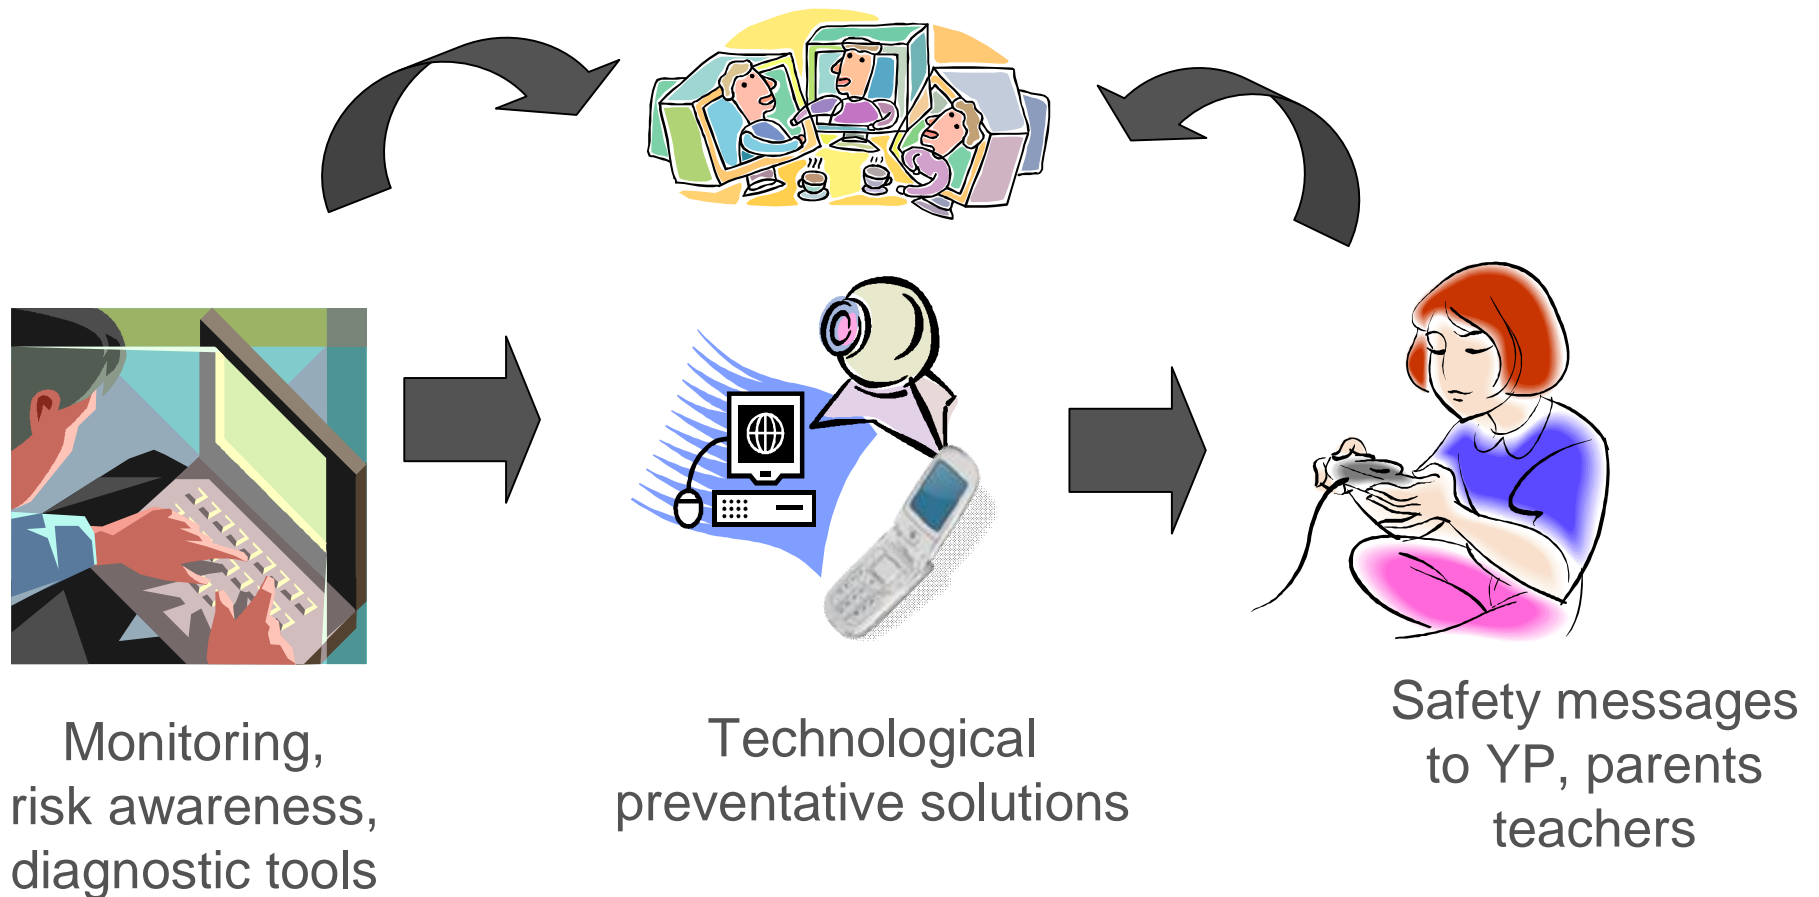 Monitoring,
risk awareness,
diagnostic tools
Technological
preventative solutions
Safety messages
to YP, parents
teachers